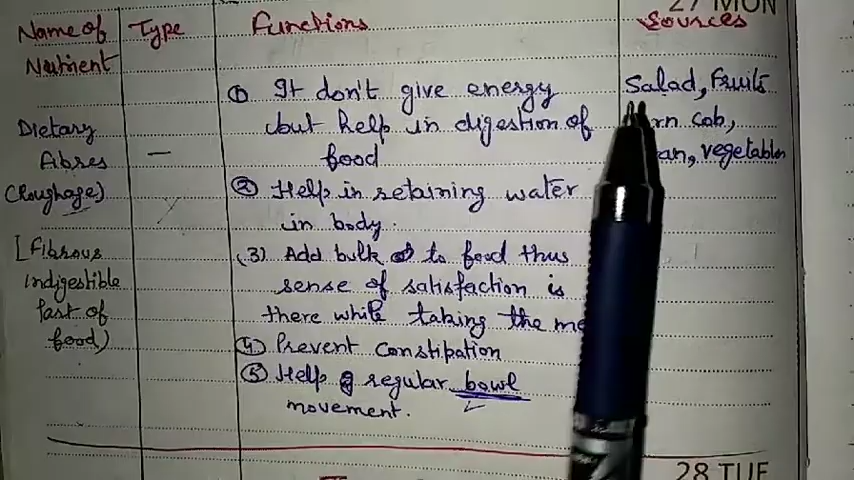 27 MON
Name of Type Functions Sources
Nutrient
① It don't give energy Salad, Fruits
Dietary but help in digestion of Cob,
Fibres — food vegetables
(Roughage) ② Help in retaining water
in body.
[Fibrous (3) Add bulk to food thus
indigestible sense of satisfaction is
part of there while taking the
food) ④ Prevent Constipation
⑤ Help regular bowl
movement.
28 TUE